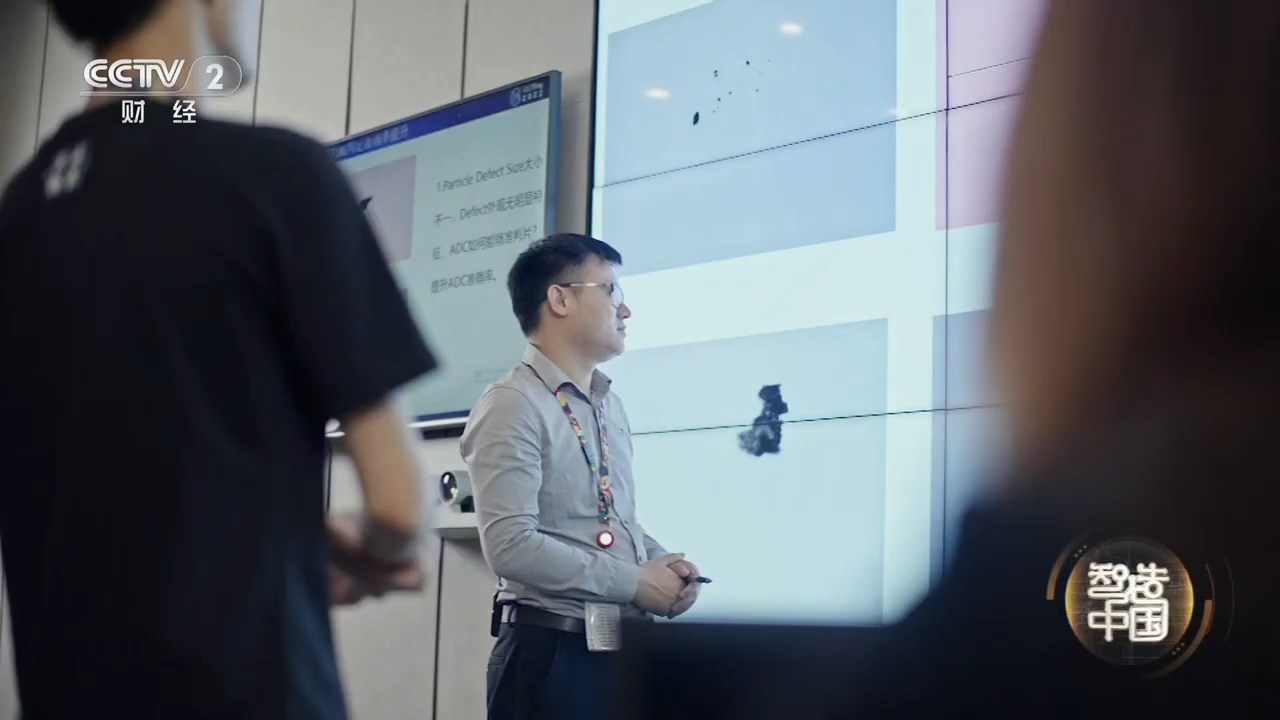 CCTV 2
财经
1.Particle Defect Size大小
不一，Defect外观无明显特
征，ADC如何能精准判片？
提升ADC准确率。
智造
中国